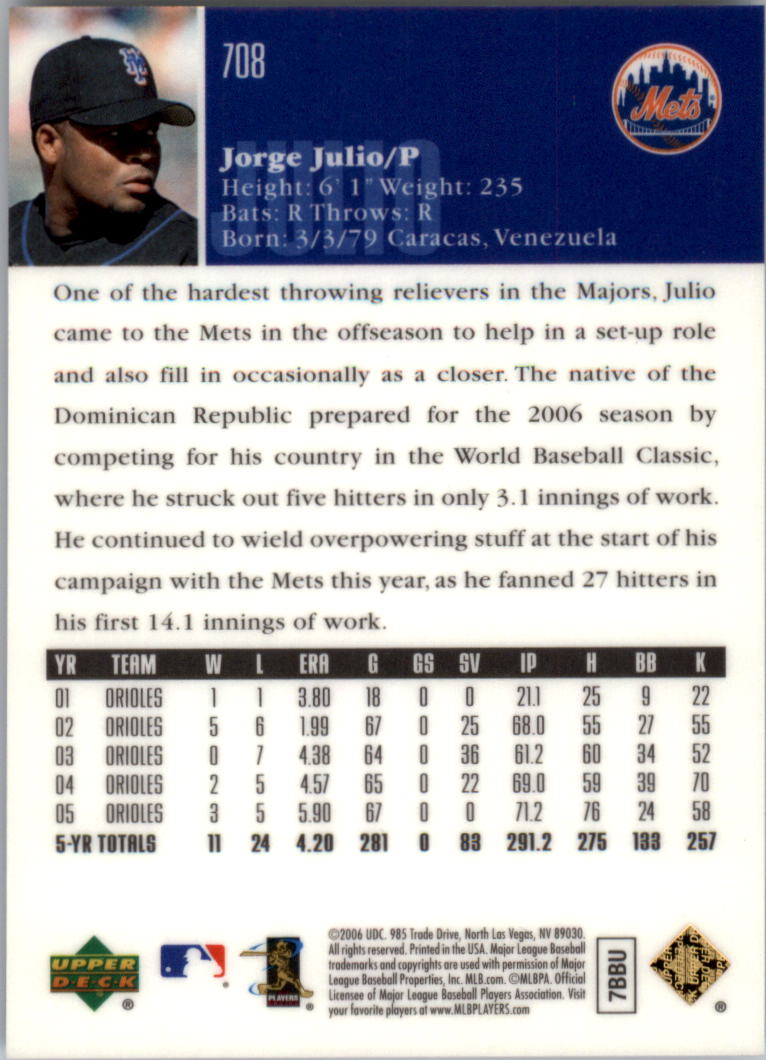 708
Mets
JULIO
Jorge Julio/P
Height: 6' 1" Weight: 235
Bats: R Throws: R
Born: 3/3/79 Caracas, Venezuela
One of the hardest throwing relievers in the Majors, Julio
came to the Mets in the offseason to help in a set-up role
and also fill in occasionally as a closer. The native of the
Dominican Republic prepared for the 2006 season by
competing for his country in the World Baseball Classic,
where he struck out five hitters in only 3.1 innings of work.
He continued to wield overpowering stuff at the start of his
campaign with the Mets this year, as he fanned 27 hitters in
his first 14.1 innings of work.
YR TEAM W L ERA G GS SV IP H BB K
01 ORIOLES 1 1 3.80 18 0 0 21.1 25 9 22
02 ORIOLES 5 6 1.99 67 0 25 68.0 55 27 55
03 ORIOLES 0 7 4.38 64 0 36 61.2 60 34 52
04 ORIOLES 2 5 4.57 65 0 22 69.0 59 39 70
05 ORIOLES 3 5 5.90 67 0 0 71.2 76 24 58
5-YR TOTALS 11 24 4.20 281 0 83 291.2 275 133 257
©2006 UDC. 985 Trade Drive, North Las Vegas, NV 89030.
All rights reserved. Printed in the USA. Major League Baseball
trademarks and copyrights are used with permission of Major
League Baseball Properties, Inc. MLB.com. ©MLBPA. Official
Licensee of Major League Baseball Players Association. Visit
your favorite players at www.MLBPLAYERS.com
UPPER
D·E·C·K
®
PLAYERS
7BBU
®